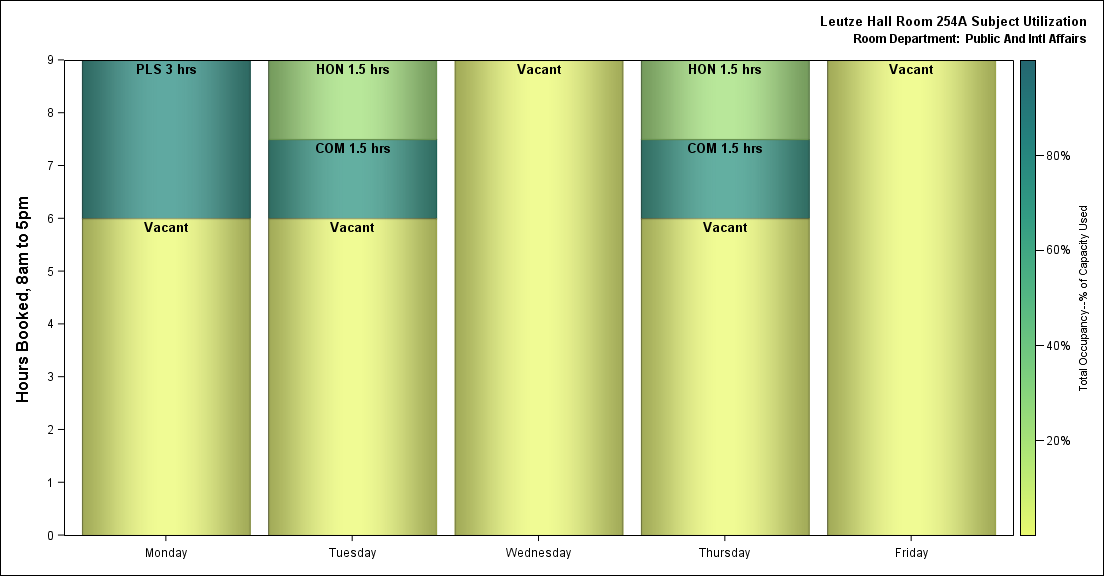 Leutze Hall Room 254A Subject Utilization
Room Department: Public And Intl Affairs
Hours Booked, 8am to 5pm
9
8
7
6
5
4
3
2
1
0
PLS 3 hrs
Vacant
HON 1.5 hrs
COM 1.5 hrs
Vacant
Vacant
HON 1.5 hrs
COM 1.5 hrs
Vacant
Vacant
Monday
Tuesday
Wednesday
Thursday
Friday
80%
60%
40%
20%
Total Occupancy--% of Capacity Used